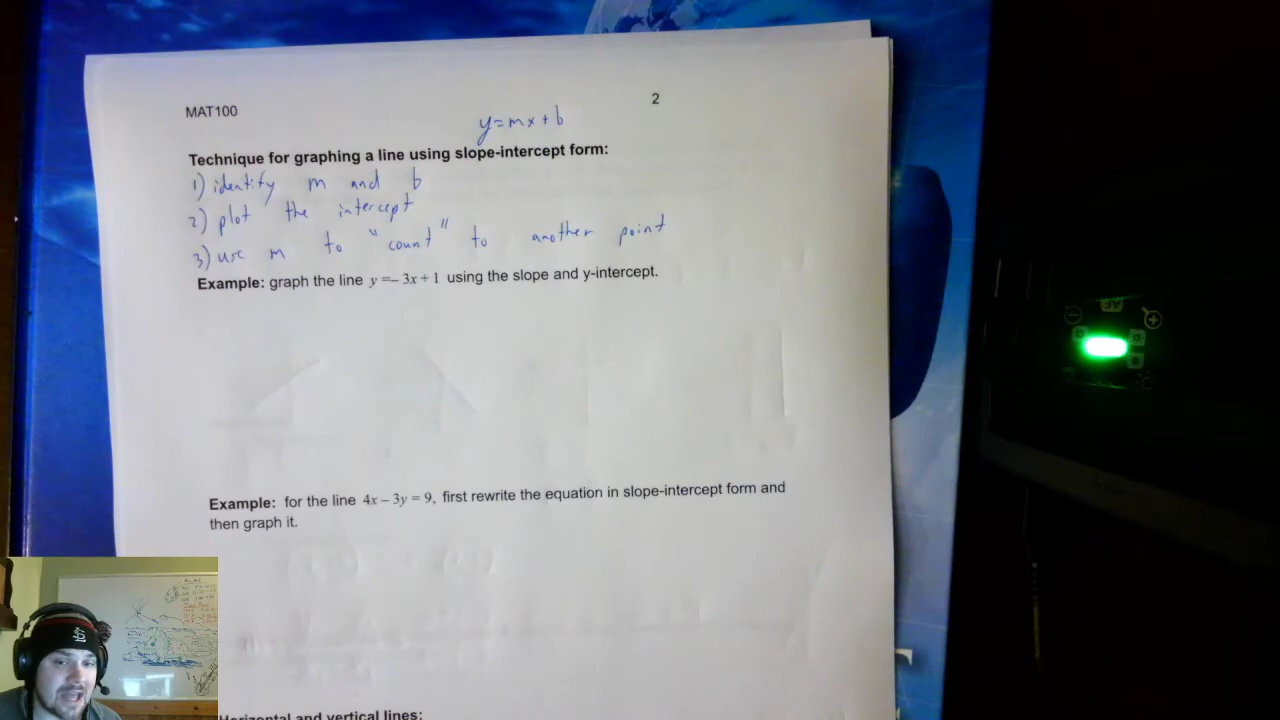 MAT100
2
y=mx+b
Technique for graphing a line using slope-intercept form:
1) identify m and b
2) plot the intercept
3) use m to "count" to another point
Example: graph the line y =– 3x + 1 using the slope and y-intercept.
Example: for the line 4x – 3y = 9, first rewrite the equation in slope-intercept form and
then graph it.
Horizontal and vertical lines:
AF